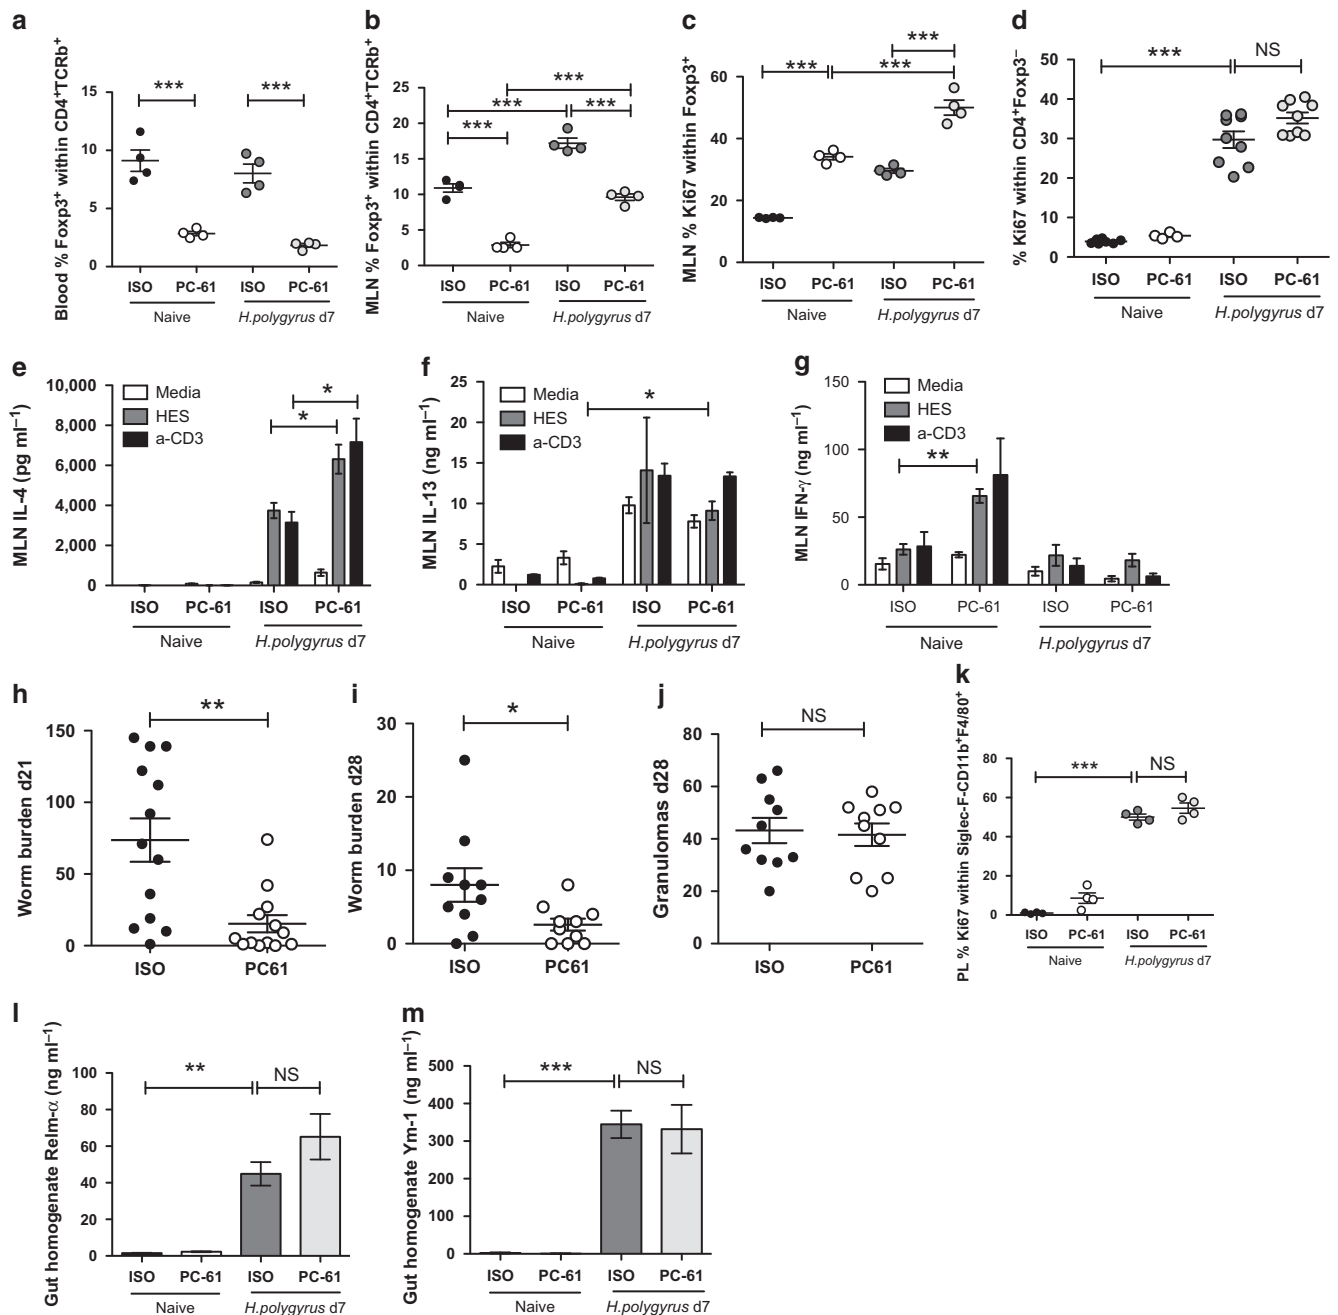 a
Blood % Foxp3+ within CD4+TCRb+
15
10
5
0
***
***
ISO
PC-61
ISO
PC-61
Naive
H.polygyrus d7
b
MLN % Foxp3+ within CD4+TCRb+
25
20
15
10
5
0
***
***
***
***
ISO
PC-61
ISO
PC-61
Naive
H.polygyrus d7
c
MLN % Ki67 within Foxp3+
60
40
20
0
***
***
***
ISO
PC-61
ISO
PC-61
Naive
H.polygyrus d7
d
% Ki67 within CD4+Foxp3−
50
40
30
20
10
0
***
NS
ISO
PC-61
ISO
PC-61
Naive
H.polygyrus d7
e
MLN IL-4 (pg ml−1)
10,000
8,000
6,000
4,000
2,000
0
Media
HES
a-CD3
*
*
ISO
PC-61
ISO
PC-61
Naive
H.polygyrus d7
f
MLN IL-13 (ng ml−1)
25
20
15
10
5
0
Media
HES
a-CD3
*
ISO
PC-61
ISO
PC-61
Naive
H.polygyrus d7
g
MLN IFN-γ (ng ml−1)
150
100
50
0
Media
HES
a-CD3
**
ISO
PC-61
ISO
PC-61
Naive
H.polygyrus d7
h
Worm burden d21
150
100
50
0
**
ISO
PC61
i
Worm burden d28
30
20
10
0
*
ISO
PC61
j
Granulomas d28
80
60
40
20
0
NS
ISO
PC61
k
PL % Ki67 within Siglec-F-CD11b+F4/80+
80
60
40
20
0
***
NS
ISO
PC-61
ISO
PC-61
Naive
H.polygyrus d7
l
Gut homogenate Relm-α (ng ml−1)
100
80
60
40
20
0
**
NS
ISO
PC-61
ISO
PC-61
Naive
H.polygyrus d7
m
Gut homogenate Ym-1 (ng ml−1)
500
400
300
200
100
0
***
NS
ISO
PC-61
ISO
PC-61
Naive
H.polygyrus d7